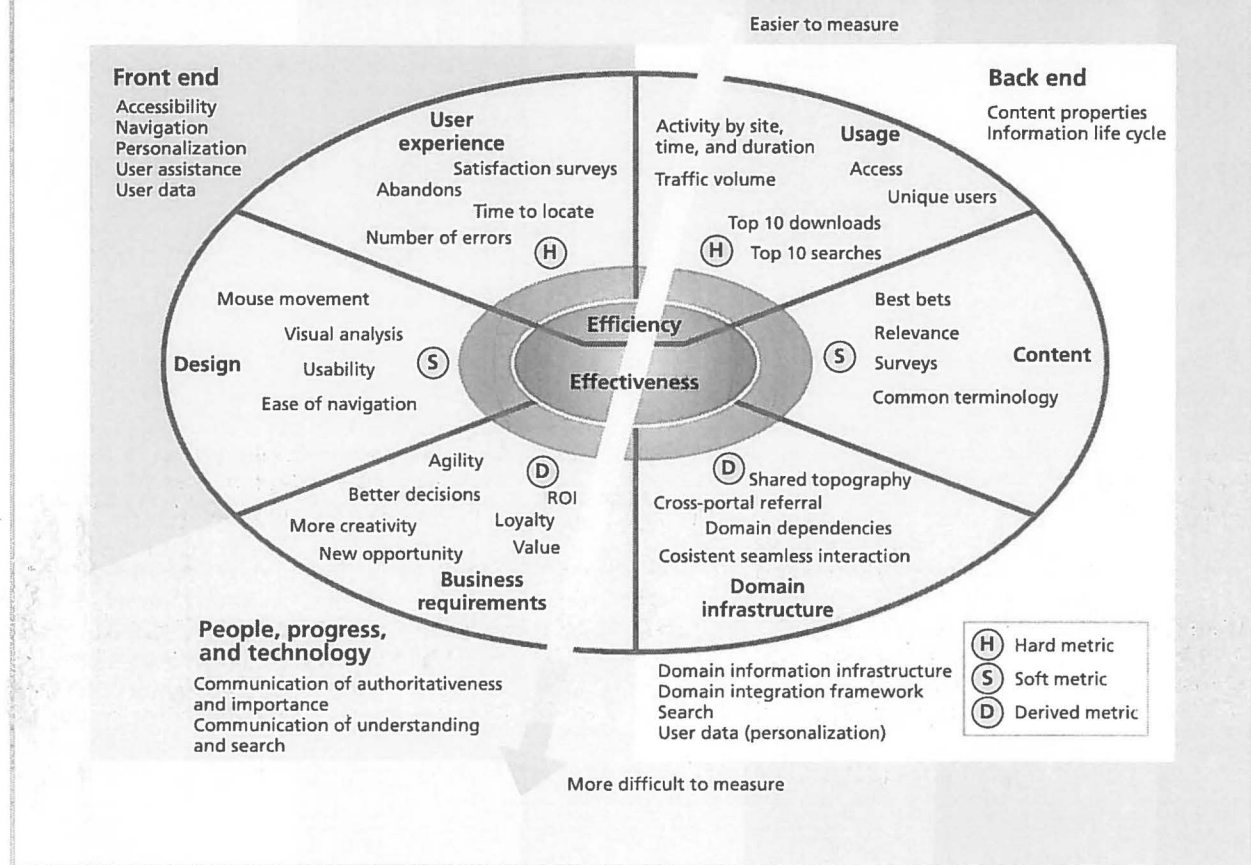 Easier to measure
Front end
Accessibility
Navigation
Personalization
User assistance
User data
Back end
Content properties
Information life cycle
User
experience
Satisfaction surveys
Abandons
Time to locate
Number of errors
H
Activity by site,
time, and duration
Usage
Traffic volume
Access
Unique users
Top 10 downloads
H
Top 10 searches
Mouse movement
Visual analysis
Design
Usability
S
Ease of navigation
Efficiency
Effectiveness
Best bets
Relevance
S
Surveys
Content
Common terminology
Agility
D
Better decisions
ROI
More creativity
Loyalty
New opportunity
Value
Business
requirements
D
Shared topography
Cross-portal referral
Domain dependencies
Cosistent seamless interaction
Domain
infrastructure
People, progress,
and technology
Communication of authoritativeness
and importance
Communication of understanding
and search
Domain information infrastructure
Domain integration framework
Search
User data (personalization)
H Hard metric
S Soft metric
D Derived metric
More difficult to measure